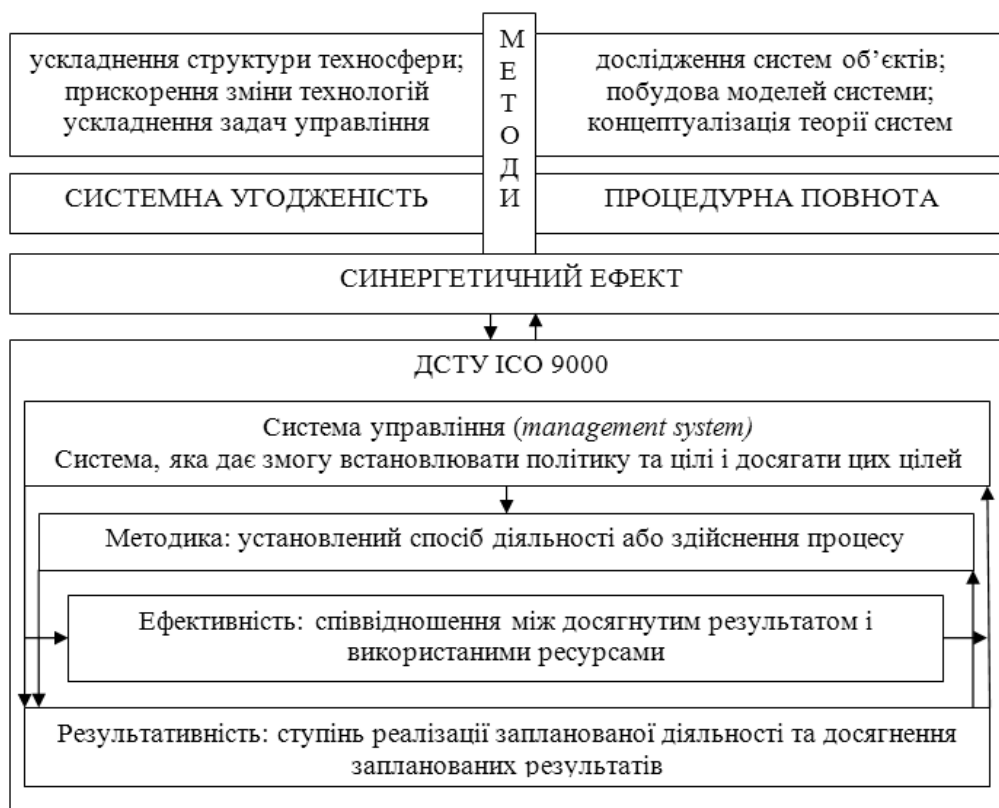 МЕТОДИ
ускладнення структури техносфери;
прискорення зміни технологій
ускладнення задач управління
дослідження систем об’єктів;
побудова моделей системи;
концептуалізація теорії систем
СИСТЕМНА УГОДЖЕНІСТЬ
ПРОЦЕДУРНА ПОВНОТА
СИНЕРГЕТИЧНИЙ ЕФЕКТ
ДСТУ ІСО 9000
Система управління (management system)
Система, яка дає змогу встановлювати політику та цілі і досягати цих цілей
Методика: установлений спосіб діяльності або здійснення процесу
Ефективність: співвідношення між досягнутим результатом і
використаними ресурсами
Результативність: ступінь реалізації запланованої діяльності та досягнення
запланованих результатів